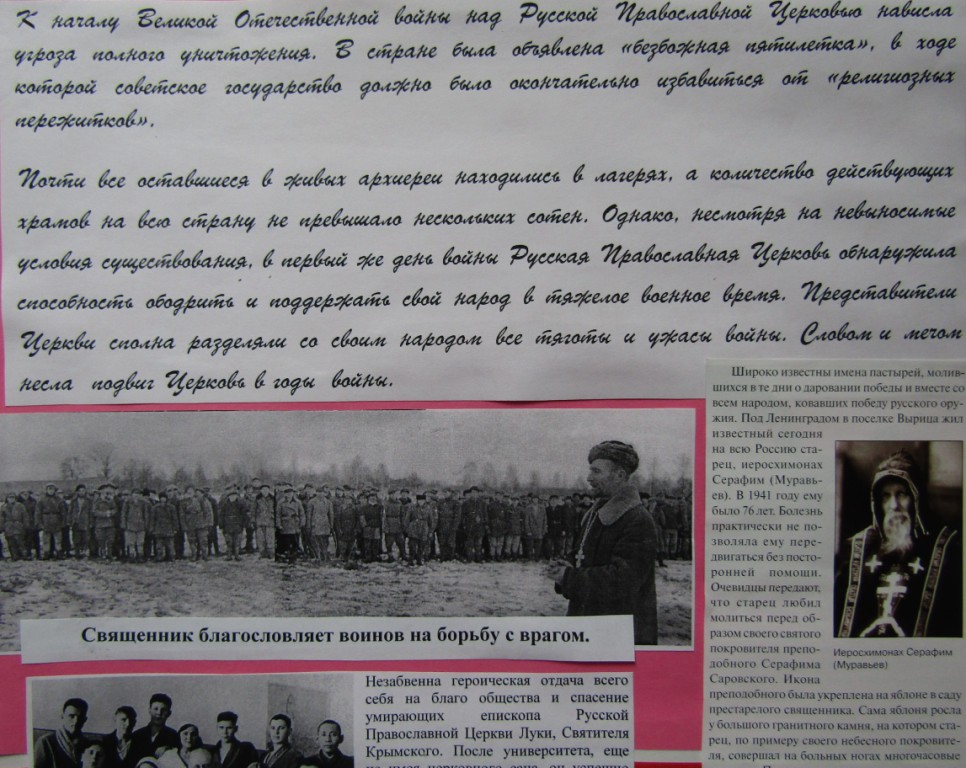 К началу Великой Отечественной войны над Русской Православной Церковью нависла
угроза полного уничтожения. В стране была объявлена «безбожная пятилетка», в ходе
которой советское государство должно было окончательно избавиться от «религиозных
пережитков».
Почти все оставшиеся в живых архиереи находились в лагерях, а количество действующих
храмов на всю страну не превышало нескольких сотен. Однако, несмотря на невыносимые
условия существования, в первый же день войны Русская Православная Церковь обнаружила
способность ободрить и поддержать свой народ в тяжелое военное время. Представители
Церкви сполна разделяли со своим народом все тяготы и ужасы войны. Словом и мечом
несла подвиг Церковь в годы войны.
Священник благословляет воинов на борьбу с врагом.
Незабвенна героическая отдача всего
себя на благо общества и спасение
умирающих епископа Русской
Православной Церкви Луки, Святителя
Крымского. После университета, еще
не имея церковного сана, он успешно
Широко известны имена пастырей, молив-
шихся в те дни о даровании победы и вместе со
всем народом, ковавших победу русского ору-
жия. Под Ленинградом в поселке Вырица жил
известный сегодня
на всю Россию ста-
рец, иеросхимонах
Серафим (Муравь-
ев). В 1941 году ему
было 76 лет. Болезнь
практически не по-
зволяла ему пере-
двигаться без посто-
ронней помощи.
Очевидцы передают,
что старец любил
молиться перед об-
разом своего святого
покровителя препо-
добного Серафима
Саровского. Икона
преподобного была укреплена на яблоне в саду
престарелого священника. Сама яблоня росла
у большого гранитного камня, на котором ста-
рец, по примеру своего небесного покровите-
ля, совершал на больных ногах многочасовые
Иеросхимонах Серафим
(Муравьев)